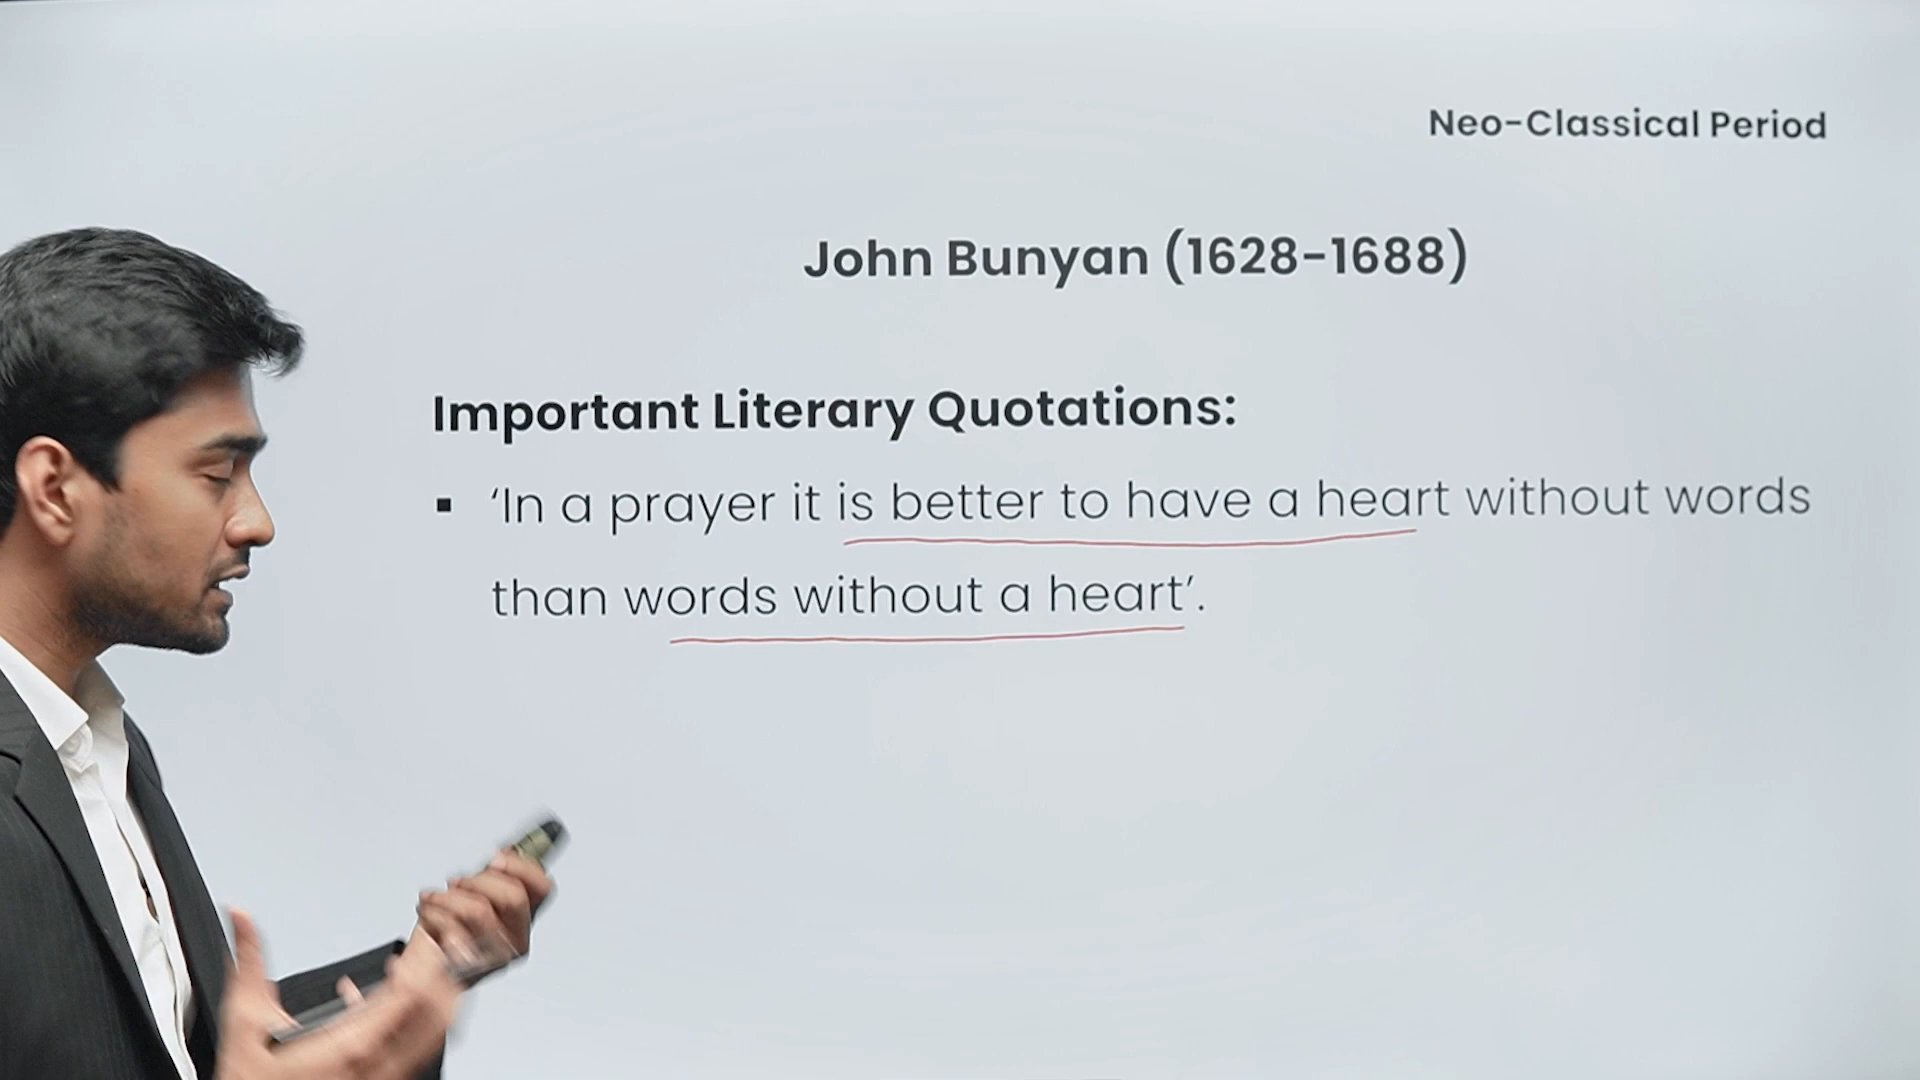 Neo-Classical Period
John Bunyan (1628-1688)
Important Literary Quotations:
▪ ‘In a prayer it is better to have a heart without words
than words without a heart’.